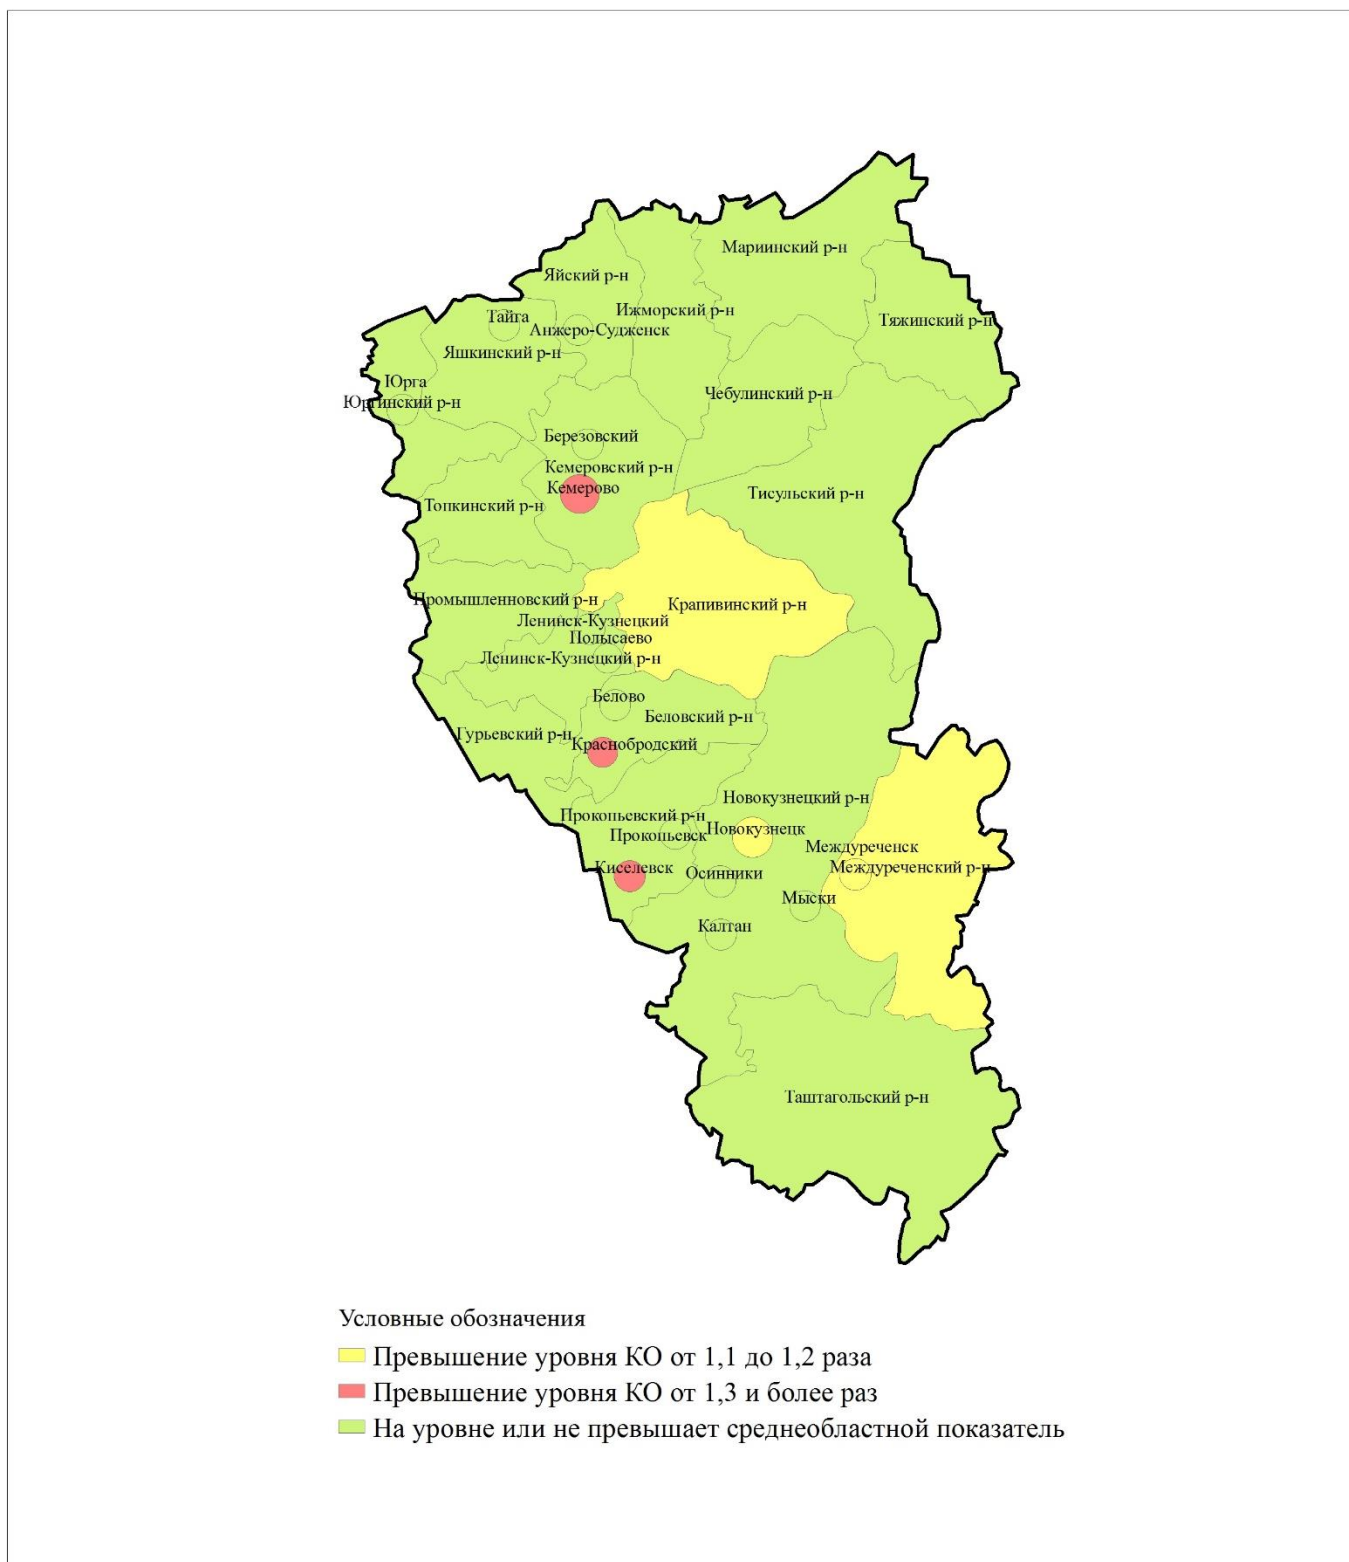 Мариинский р-н
Яйский р-н
Ижморский р-н
Тайга
Тяжинский р-н
Анжеро-Судженск
Яшкинский р-н
Юрга
Чебулинский р-н
Юргинский р-н
Березовский
Кемеровский р-н
Кемерово
Тисульский р-н
Топкинский р-н
Промышленновский р-н
Крапивинский р-н
Ленинск-Кузнецкий
Полысаево
Ленинск-Кузнецкий р-н
Белово
Беловский р-н
Гурьевский р-н
Краснобродский
Новокузнецкий р-н
Прокопьевский р-н
Новокузнецк
Прокопьевск
Междуреченск
Киселевск
Осинники
Междуреченский р-н
Мыски
Калтан
Таштагольский р-н
Условные обозначения
Превышение уровня КО от 1,1 до 1,2 раза
Превышение уровня КО от 1,3 и более раз
На уровне или не превышает среднеобластной показатель